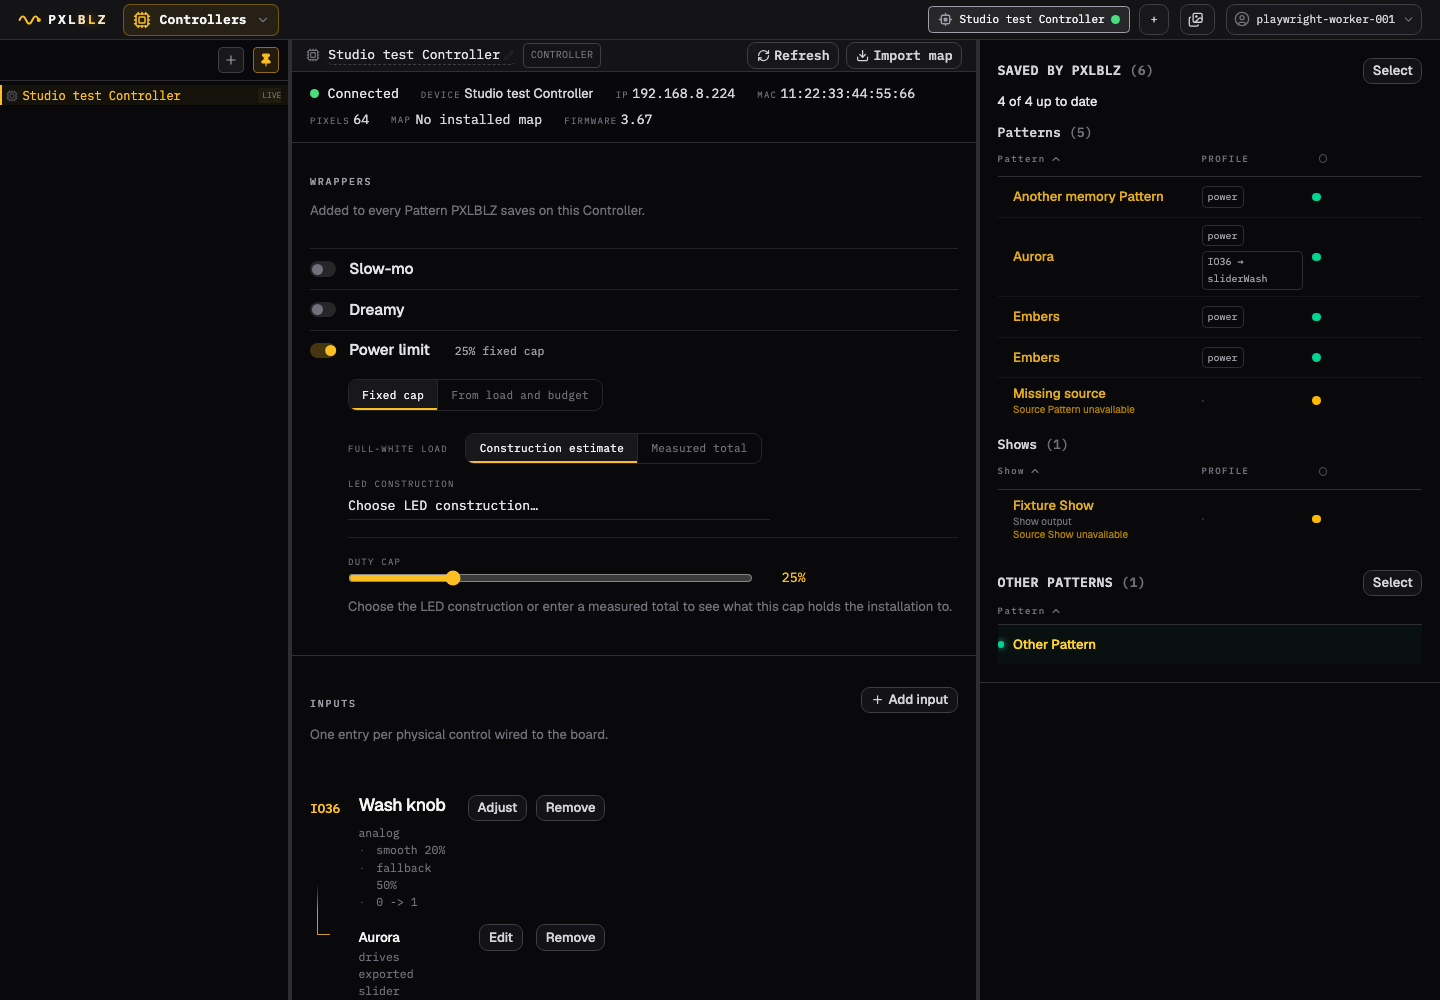 PXLBLZ
Controllers
Studio test Controller
+
playwright-worker-001
Studio test Controller
LIVE
Studio test Controller
CONTROLLER
Refresh
Import map
Connected
DEVICE Studio test Controller
IP 192.168.8.224
MAC 11:22:33:44:55:66
PIXELS 64
MAP No installed map
FIRMWARE 3.67
WRAPPERS
Added to every Pattern PXLBLZ saves on this Controller.
Slow-mo
Dreamy
Power limit 25% fixed cap
Fixed cap
From load and budget
FULL-WHITE LOAD
Construction estimate
Measured total
LED CONSTRUCTION
Choose LED construction…
DUTY CAP
25%
Choose the LED construction or enter a measured total to see what this cap holds the installation to.
INPUTS
+ Add input
One entry per physical control wired to the board.
IO36
Wash knob
Adjust
Remove
analog
· smooth 20%
· fallback
50%
· 0 -> 1
Aurora
Edit
Remove
drives
exported
slider
SAVED BY PXLBLZ (6)
Select
4 of 4 up to date
Patterns (5)
Pattern
PROFILE
Another memory Pattern
power
Aurora
power
IO36 →
sliderWash
Embers
power
Embers
power
Missing source
Source Pattern unavailable
·
Shows (1)
Show
PROFILE
Fixture Show
Show output
Source Show unavailable
·
OTHER PATTERNS (1)
Select
Pattern
Other Pattern